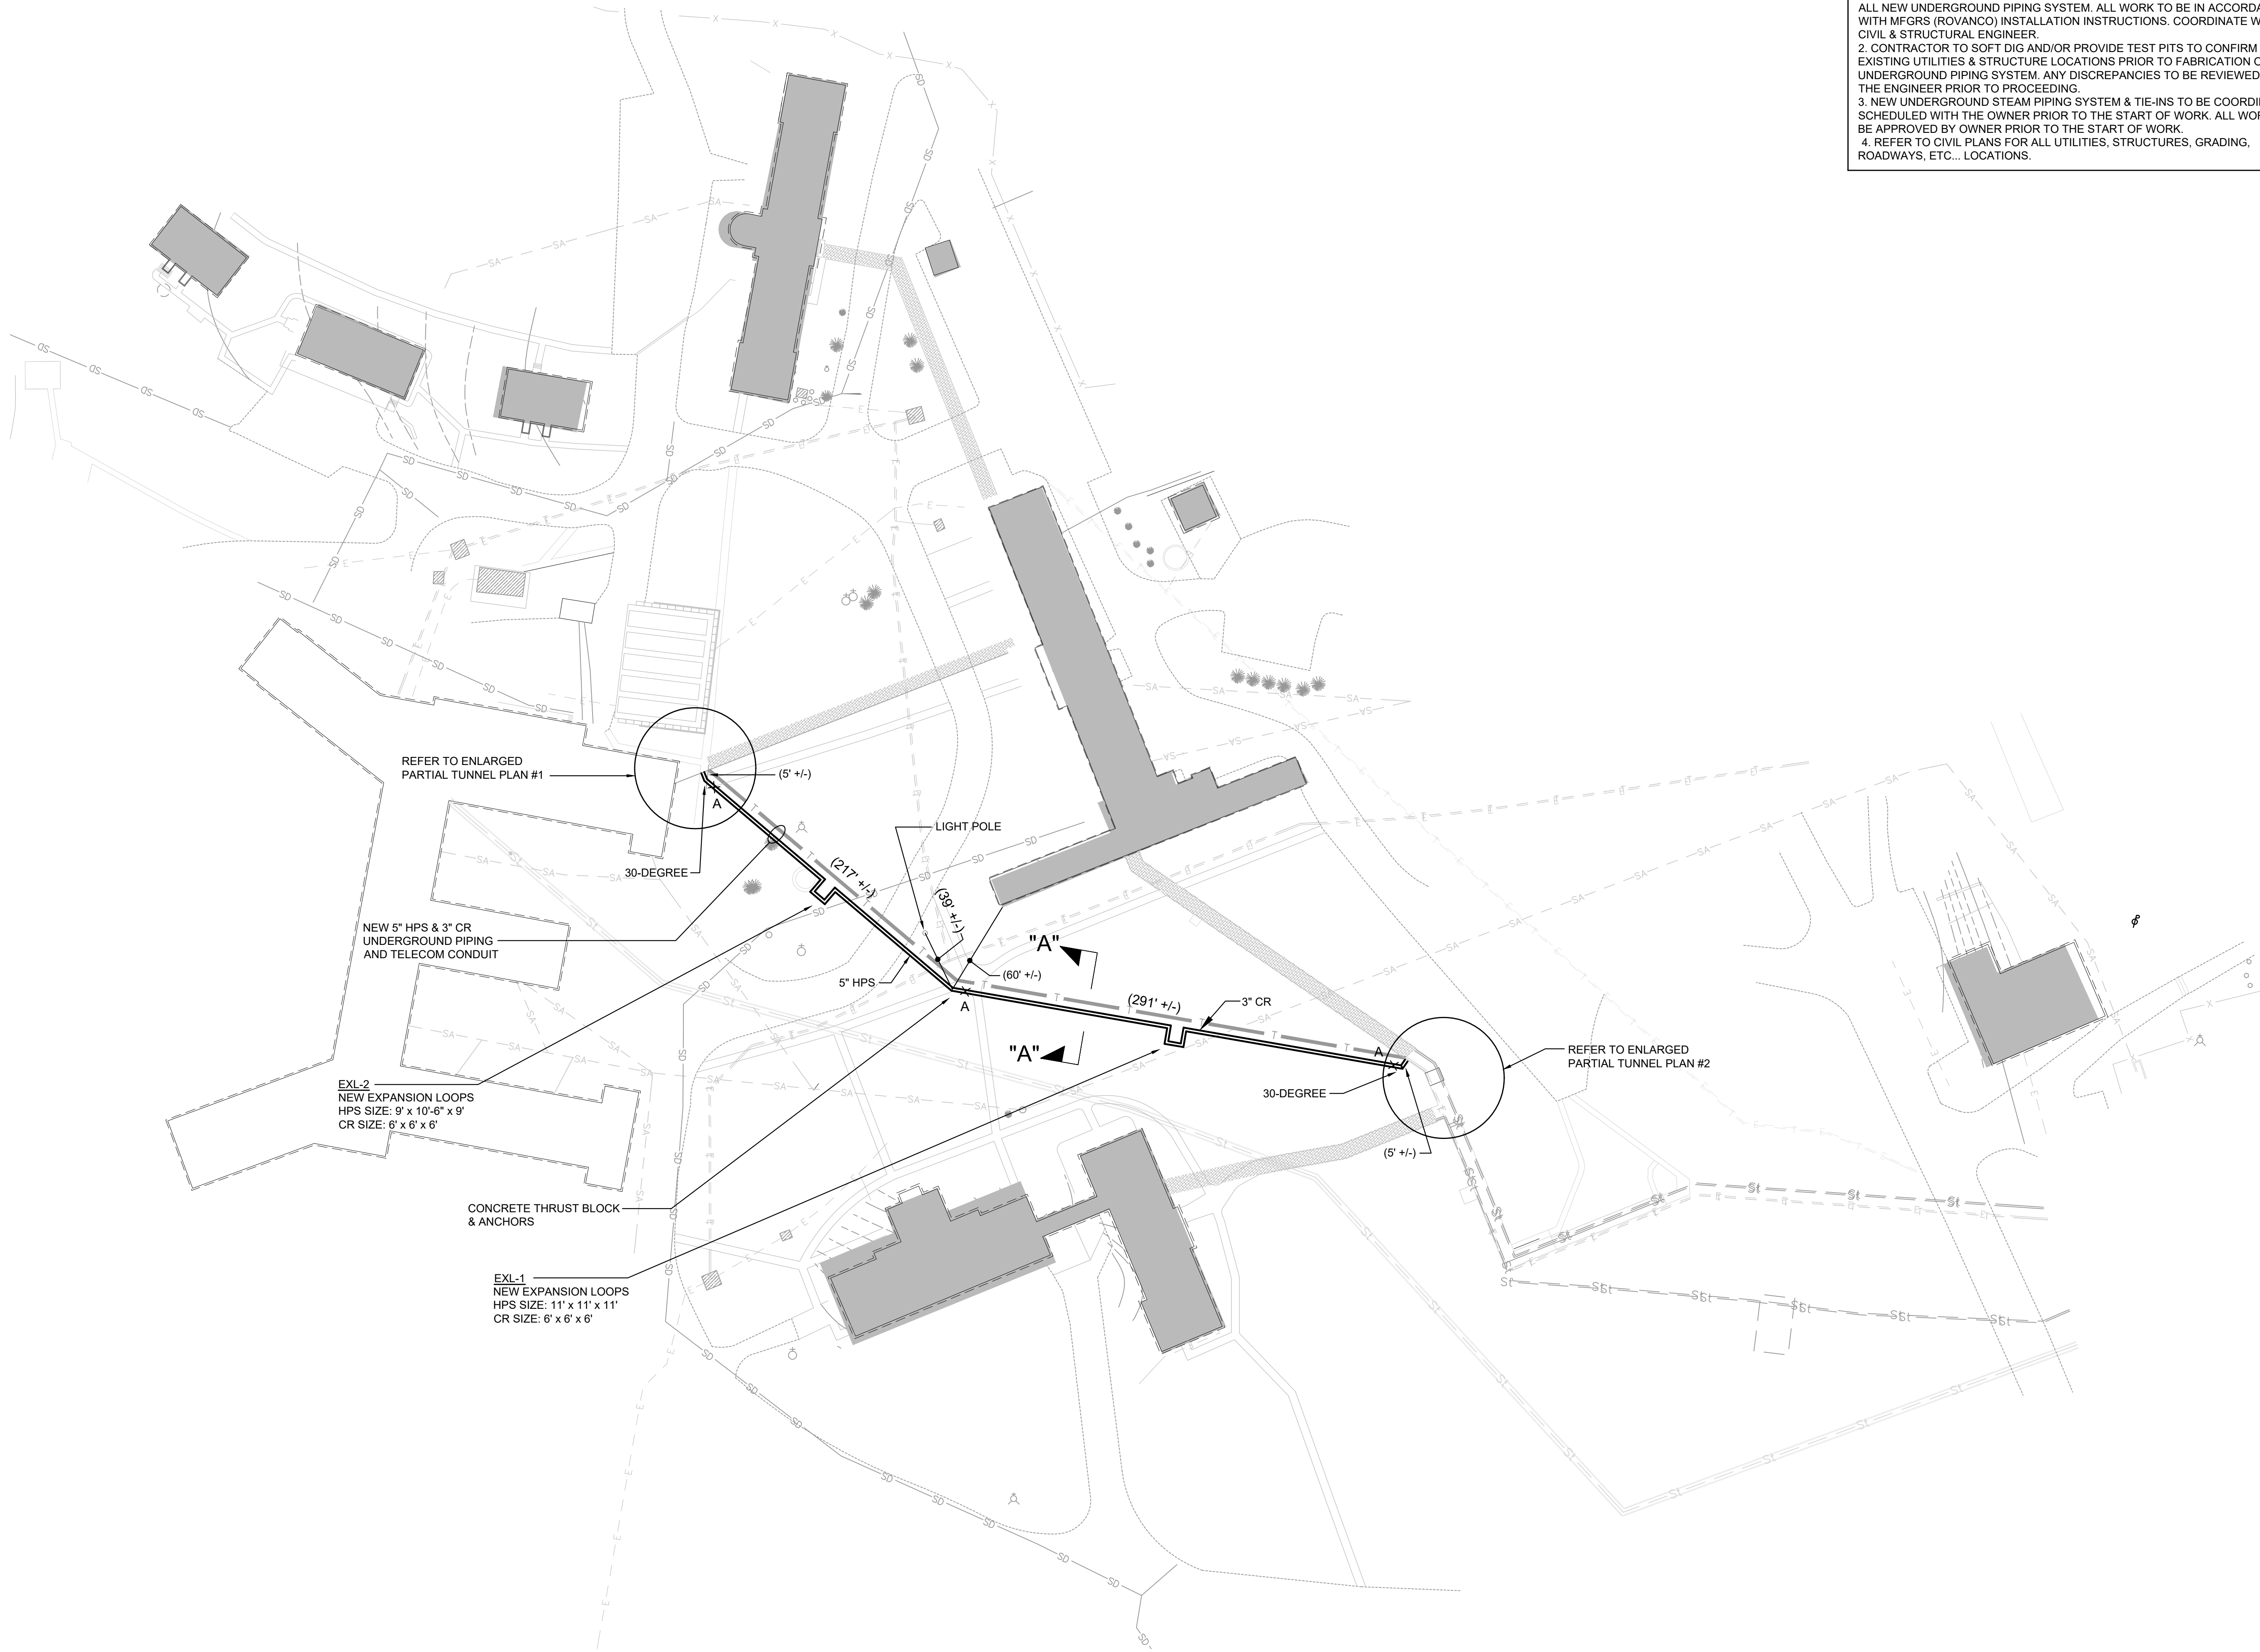 ALL NEW UNDERGROUND PIPING SYSTEM. ALL WORK TO BE IN
WITH MFGRS (ROVANCO) INSTALLATION INSTRUCTIONS. COORDINATE
CIVIL & STRUCTURAL ENGINEER.
2. CONTRACTOR TO SOFT DIG AND/OR PROVIDE TEST PITS TO CONFIRM
EXISTING UTILITIES & STRUCTURE LOCATIONS PRIOR TO FABRICATION
UNDERGROUND PIPING SYSTEM. ANY DISCREPANCIES TO BE REVIEWED
THE ENGINEER PRIOR TO PROCEEDING.
3. NEW UNDERGROUND STEAM PIPING SYSTEM & TIE-INS TO BE
SCHEDULED WITH THE OWNER PRIOR TO THE START OF WORK. ALL
BE APPROVED BY OWNER PRIOR TO THE START OF WORK.
4. REFER TO CIVIL PLANS FOR ALL UTILITIES, STRUCTURES, GRADING,
ROADWAYS, ETC... LOCATIONS.
REFER TO ENLARGED
PARTIAL TUNNEL PLAN #1
(5' +/-)
A
30-DEGREE
LIGHT POLE
(217' +/-)
(39' +/-)
NEW 5" HPS & 3" CR
UNDERGROUND PIPING
AND TELECOM CONDUIT
5" HPS
(60' +/-)
"A"
A
(291' +/-)
3" CR
"A"
A
REFER TO ENLARGED
PARTIAL TUNNEL PLAN #2
30-DEGREE
(5' +/-)
EXL-2
NEW EXPANSION LOOPS
HPS SIZE: 9' x 10'-6" x 9'
CR SIZE: 6' x 6' x 6'
CONCRETE THRUST BLOCK
& ANCHORS
EXL-1
NEW EXPANSION LOOPS
HPS SIZE: 11' x 11' x 11'
CR SIZE: 6' x 6' x 6'